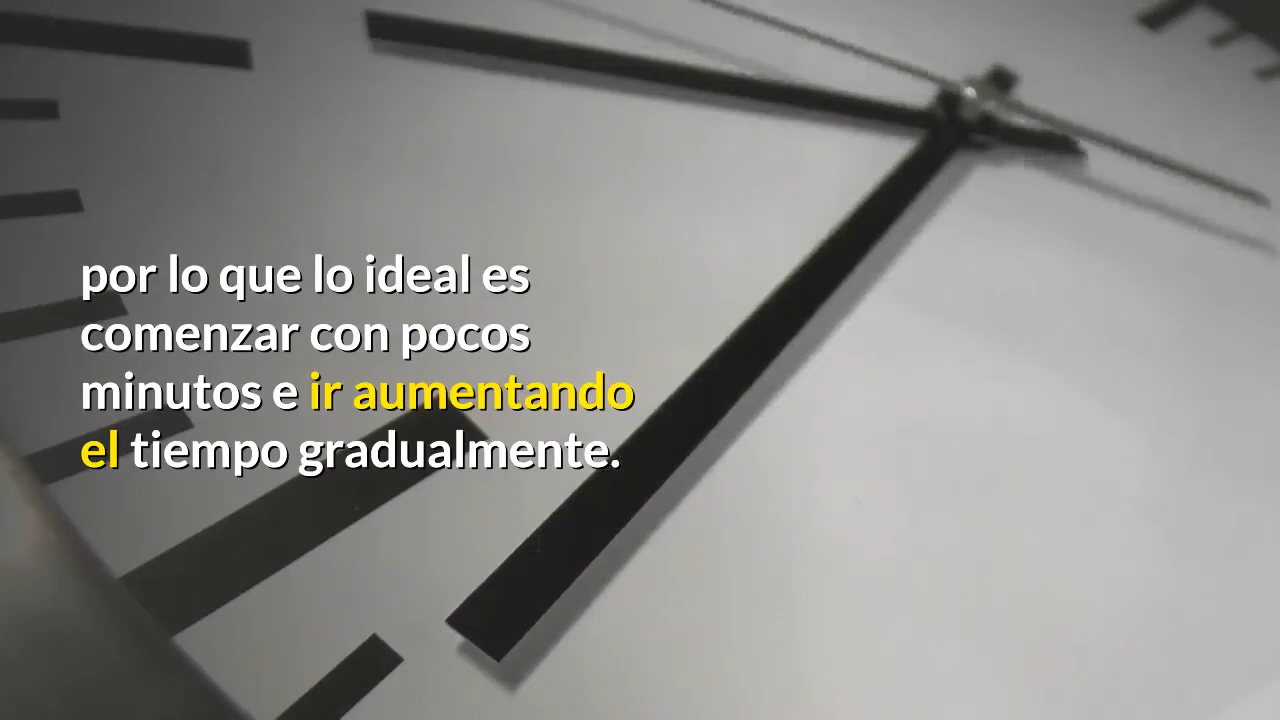 por lo que lo ideal es
comenzar con pocos
minutos e ir aumentando
el tiempo gradualmente.